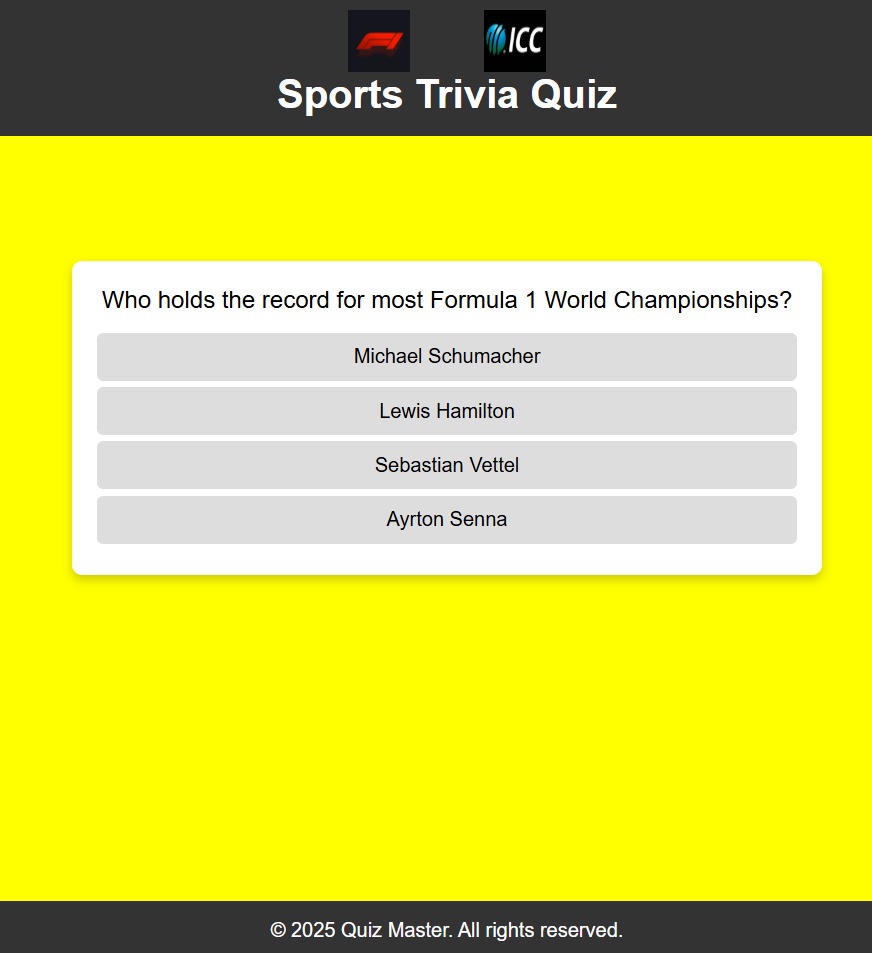 ICC
Sports Trivia Quiz
Who holds the record for most Formula 1 World Championships?
Michael Schumacher
Lewis Hamilton
Sebastian Vettel
Ayrton Senna
© 2025 Quiz Master. All rights reserved.